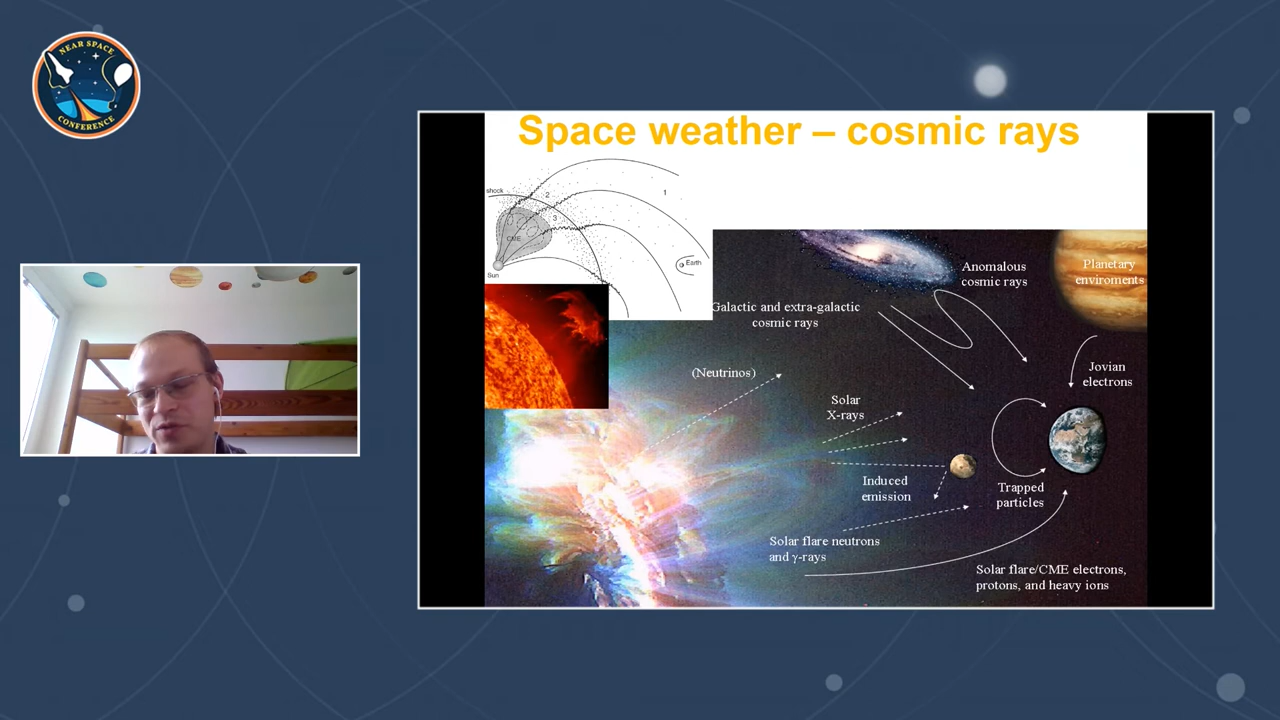 NEAR SPACE
CONFERENCE
Space weather – cosmic rays
shock
2
1
3
CME
Earth
Sun
Anomalous
cosmic rays
Planetary
enviroments
Galactic and extra-galactic
cosmic rays
(Neutrinos)
Jovian
electrons
Solar
X-rays
Induced
emission
Trapped
particles
Solar flare neutrons
and γ-rays
Solar flare/CME electrons,
protons, and heavy ions